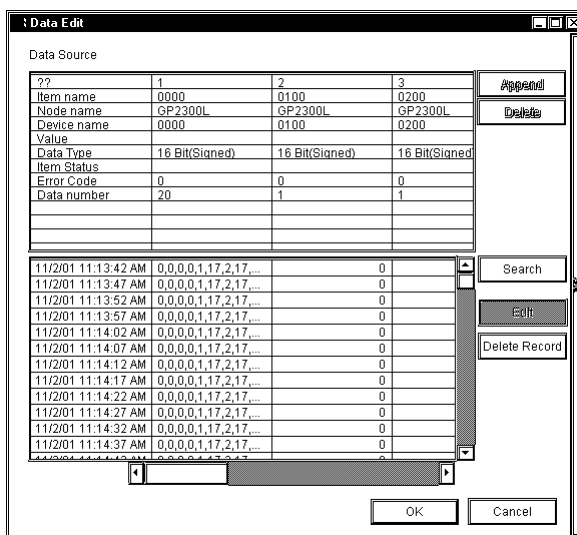 Data Edit
Data Source
?? 1 2 3
Item name 0000 0100 0200
Node name GP2300L GP2300L GP2300L
Device name 0000 0100 0200
Value
Data Type 16 Bit(Signed) 16 Bit(Signed) 16 Bit(Signed
Item Status
Error Code 0 0 0
Data number 20 1 1
Append
Delete
11/2/01 11:13:42 AM 0,0,0,0,1,17,2,17,... 0
11/2/01 11:13:47 AM 0,0,0,0,1,17,2,17,... 0
11/2/01 11:13:52 AM 0,0,0,0,1,17,2,17,... 0
11/2/01 11:13:57 AM 0,0,0,0,1,17,2,17,... 0
11/2/01 11:14:02 AM 0,0,0,0,1,17,2,17,... 0
11/2/01 11:14:07 AM 0,0,0,0,1,17,2,17,... 0
11/2/01 11:14:12 AM 0,0,0,0,1,17,2,17,... 0
11/2/01 11:14:17 AM 0,0,0,0,1,17,2,17,... 0
11/2/01 11:14:22 AM 0,0,0,0,1,17,2,17,... 0
11/2/01 11:14:27 AM 0,0,0,0,1,17,2,17,... 0
11/2/01 11:14:32 AM 0,0,0,0,1,17,2,17,... 0
11/2/01 11:14:37 AM 0,0,0,0,1,17,2,17,... 0
Search
Edit
Delete Record
OK Cancel